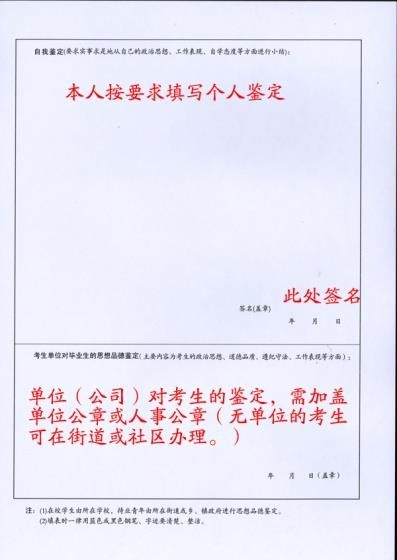 自我鉴定(要求实事求是地从自己的政治思想、工作表现、自学态度等方面进行小结)：
本人按要求填写个人鉴定
此处签名
签名(盖章)
年 月 日
考生单位对毕业生的思想品德鉴定(主要内容为考生的政治思想、道德品质、遵纪守法、工作表现等方面)：
单位（公司）对考生的鉴定，需加盖
单位公章或人事公章（无单位的考生
可在街道或社区办理。）
年 月 日(盖章)
注：(1)在校学生由所在学校，待业青年由所在街道或乡、镇政府进行思想品德鉴定。
(2)填表时一律用蓝色或黑色钢笔，字迹要清楚、整洁。